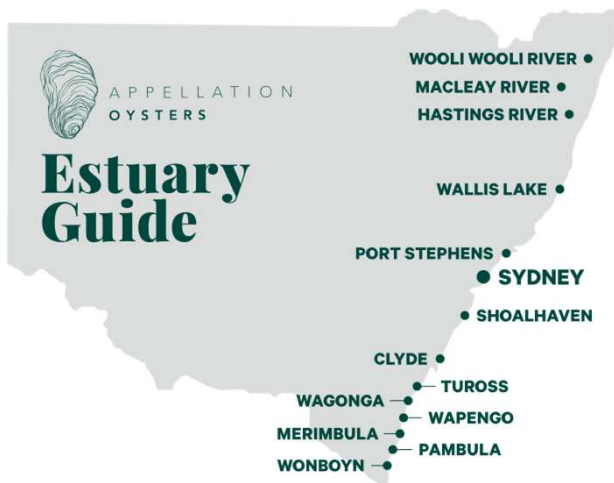 APPELLATION
OYSTERS
Estuary
Guide
WOOLI WOOLI RIVER
MACLEAY RIVER
HASTINGS RIVER
WALLIS LAKE
PORT STEPHENS
SYDNEY
SHOALHAVEN
CLYDE
TUROSS
WAGONGA
WAPENGO
MERIMBULA
PAMBULA
WONBOYN